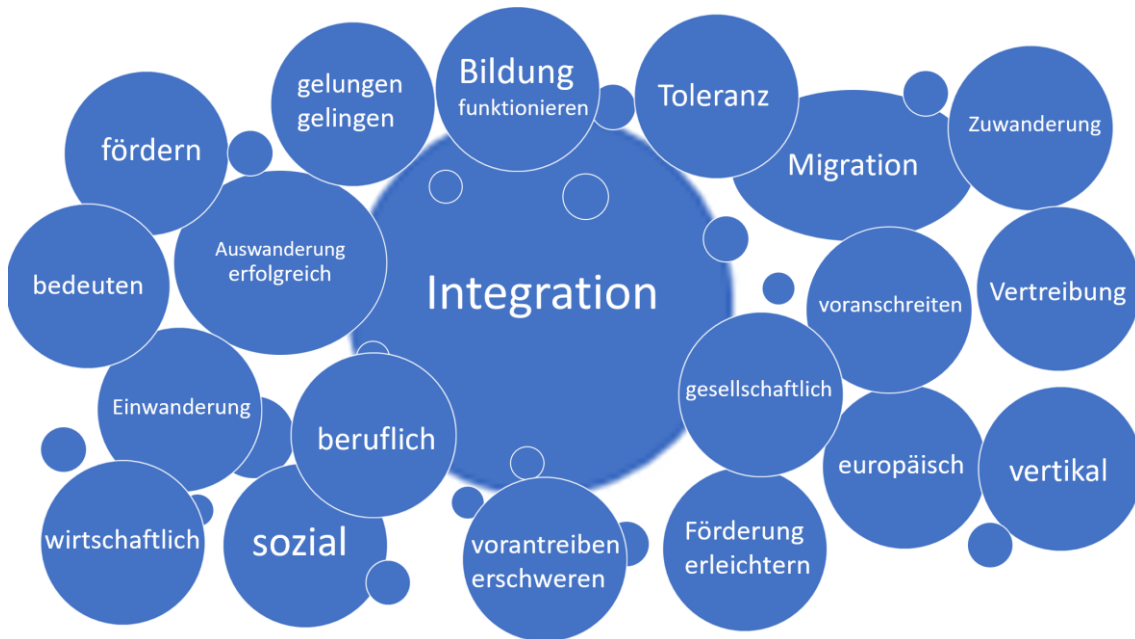 gelungen
gelingen
Bildung
funktionieren
Toleranz
Zuwanderung
fördern
Migration
Auswanderung
erfolgreich
bedeuten
Integration
voranschreiten
Vertreibung
Einwanderung
beruflich
gesellschaftlich
europäisch
vertikal
wirtschaftlich
sozial
vorantreiben
erschweren
Förderung
erleichtern